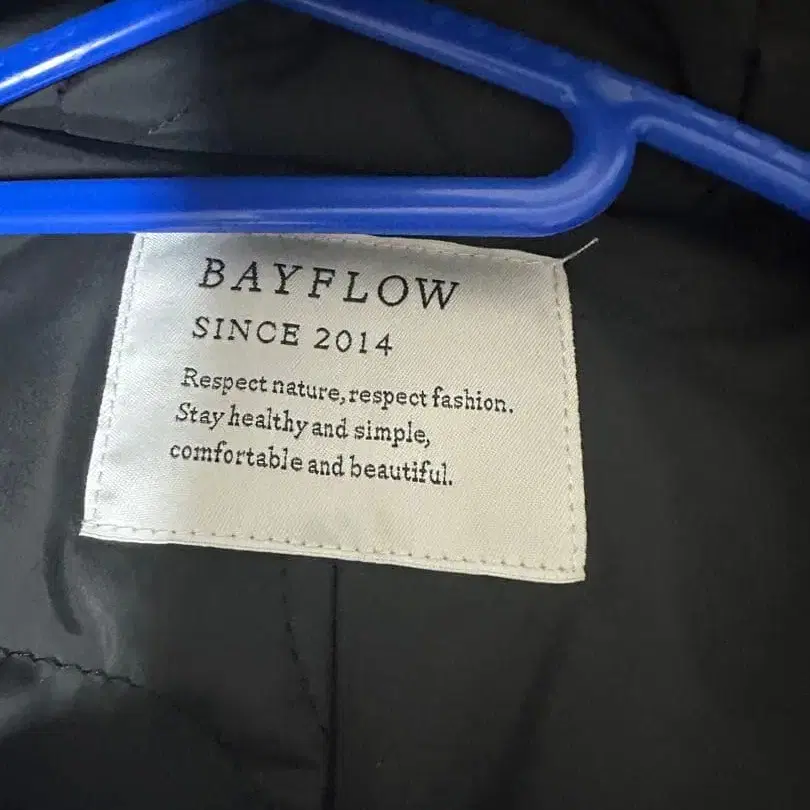 BAYFLOW
SINCE 2014
Respect nature, respect fashion.
Stay healthy and simple,
comfortable and beautiful.